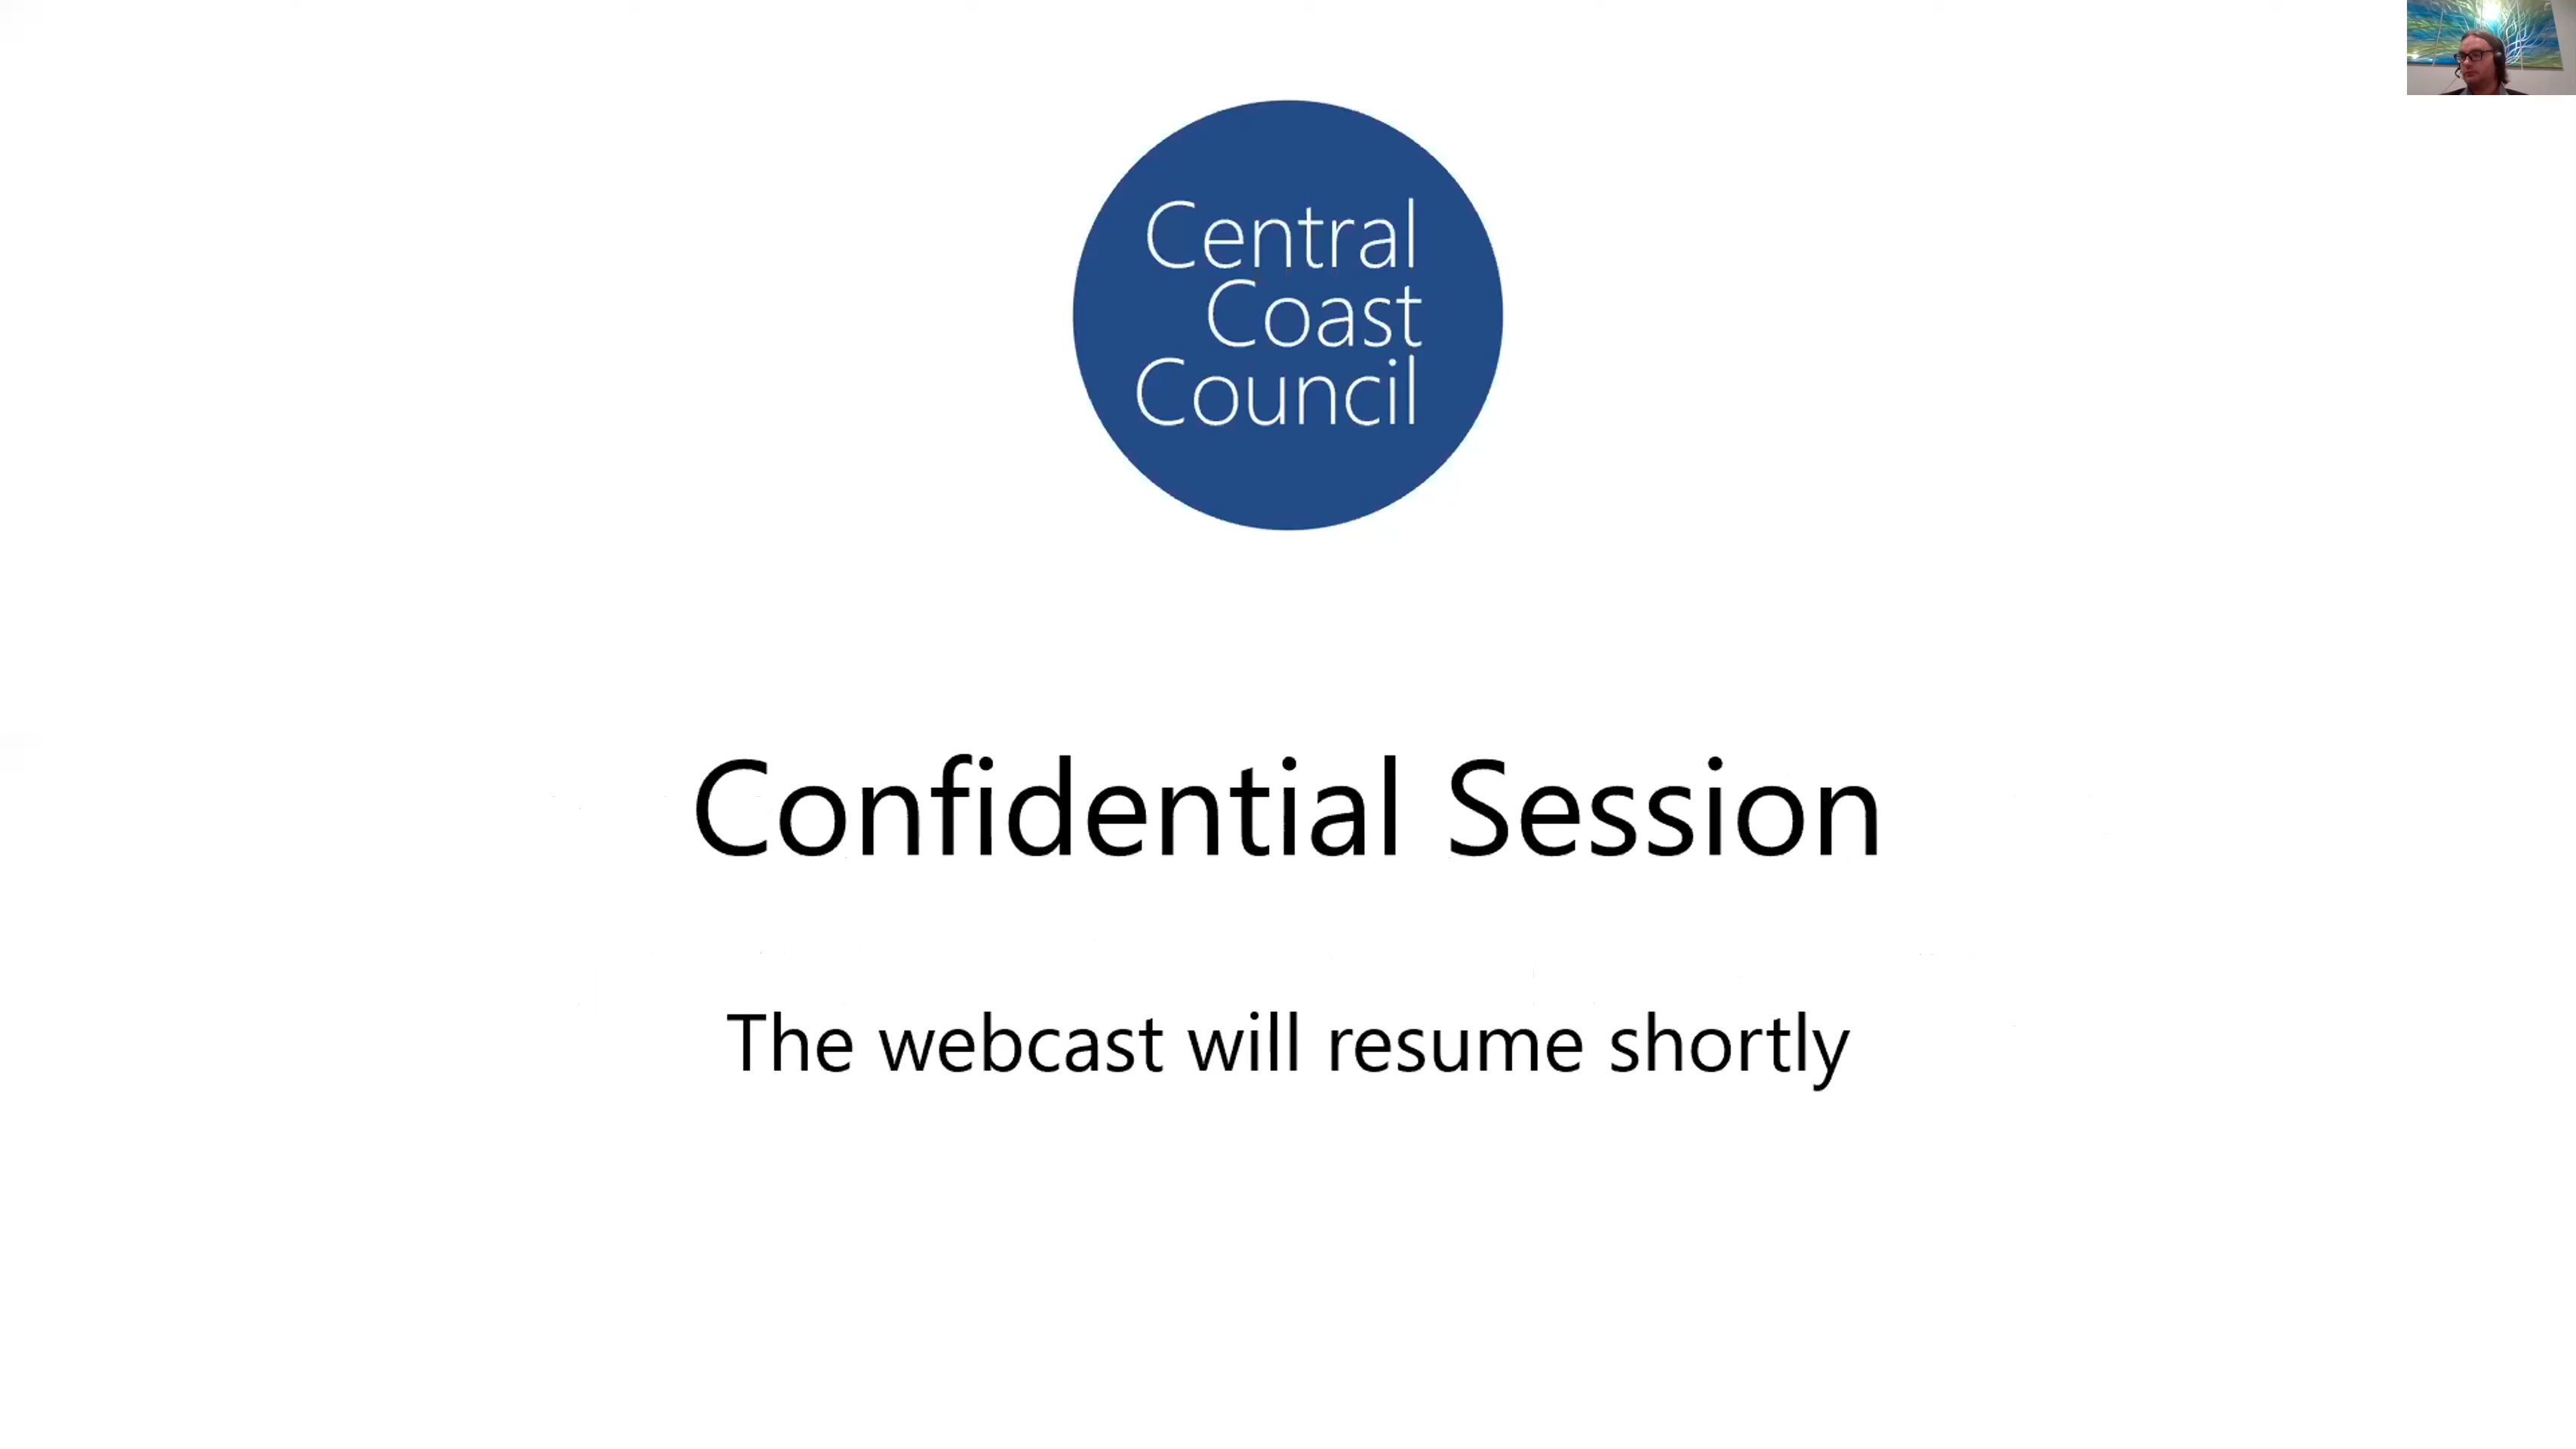 Central
Coast
Council
Confidential Session
The webcast will resume shortly